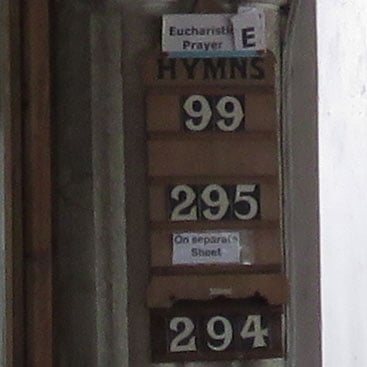 Eucharistic E
Prayer
HYMNS
99
295
On separate
Sheet
294